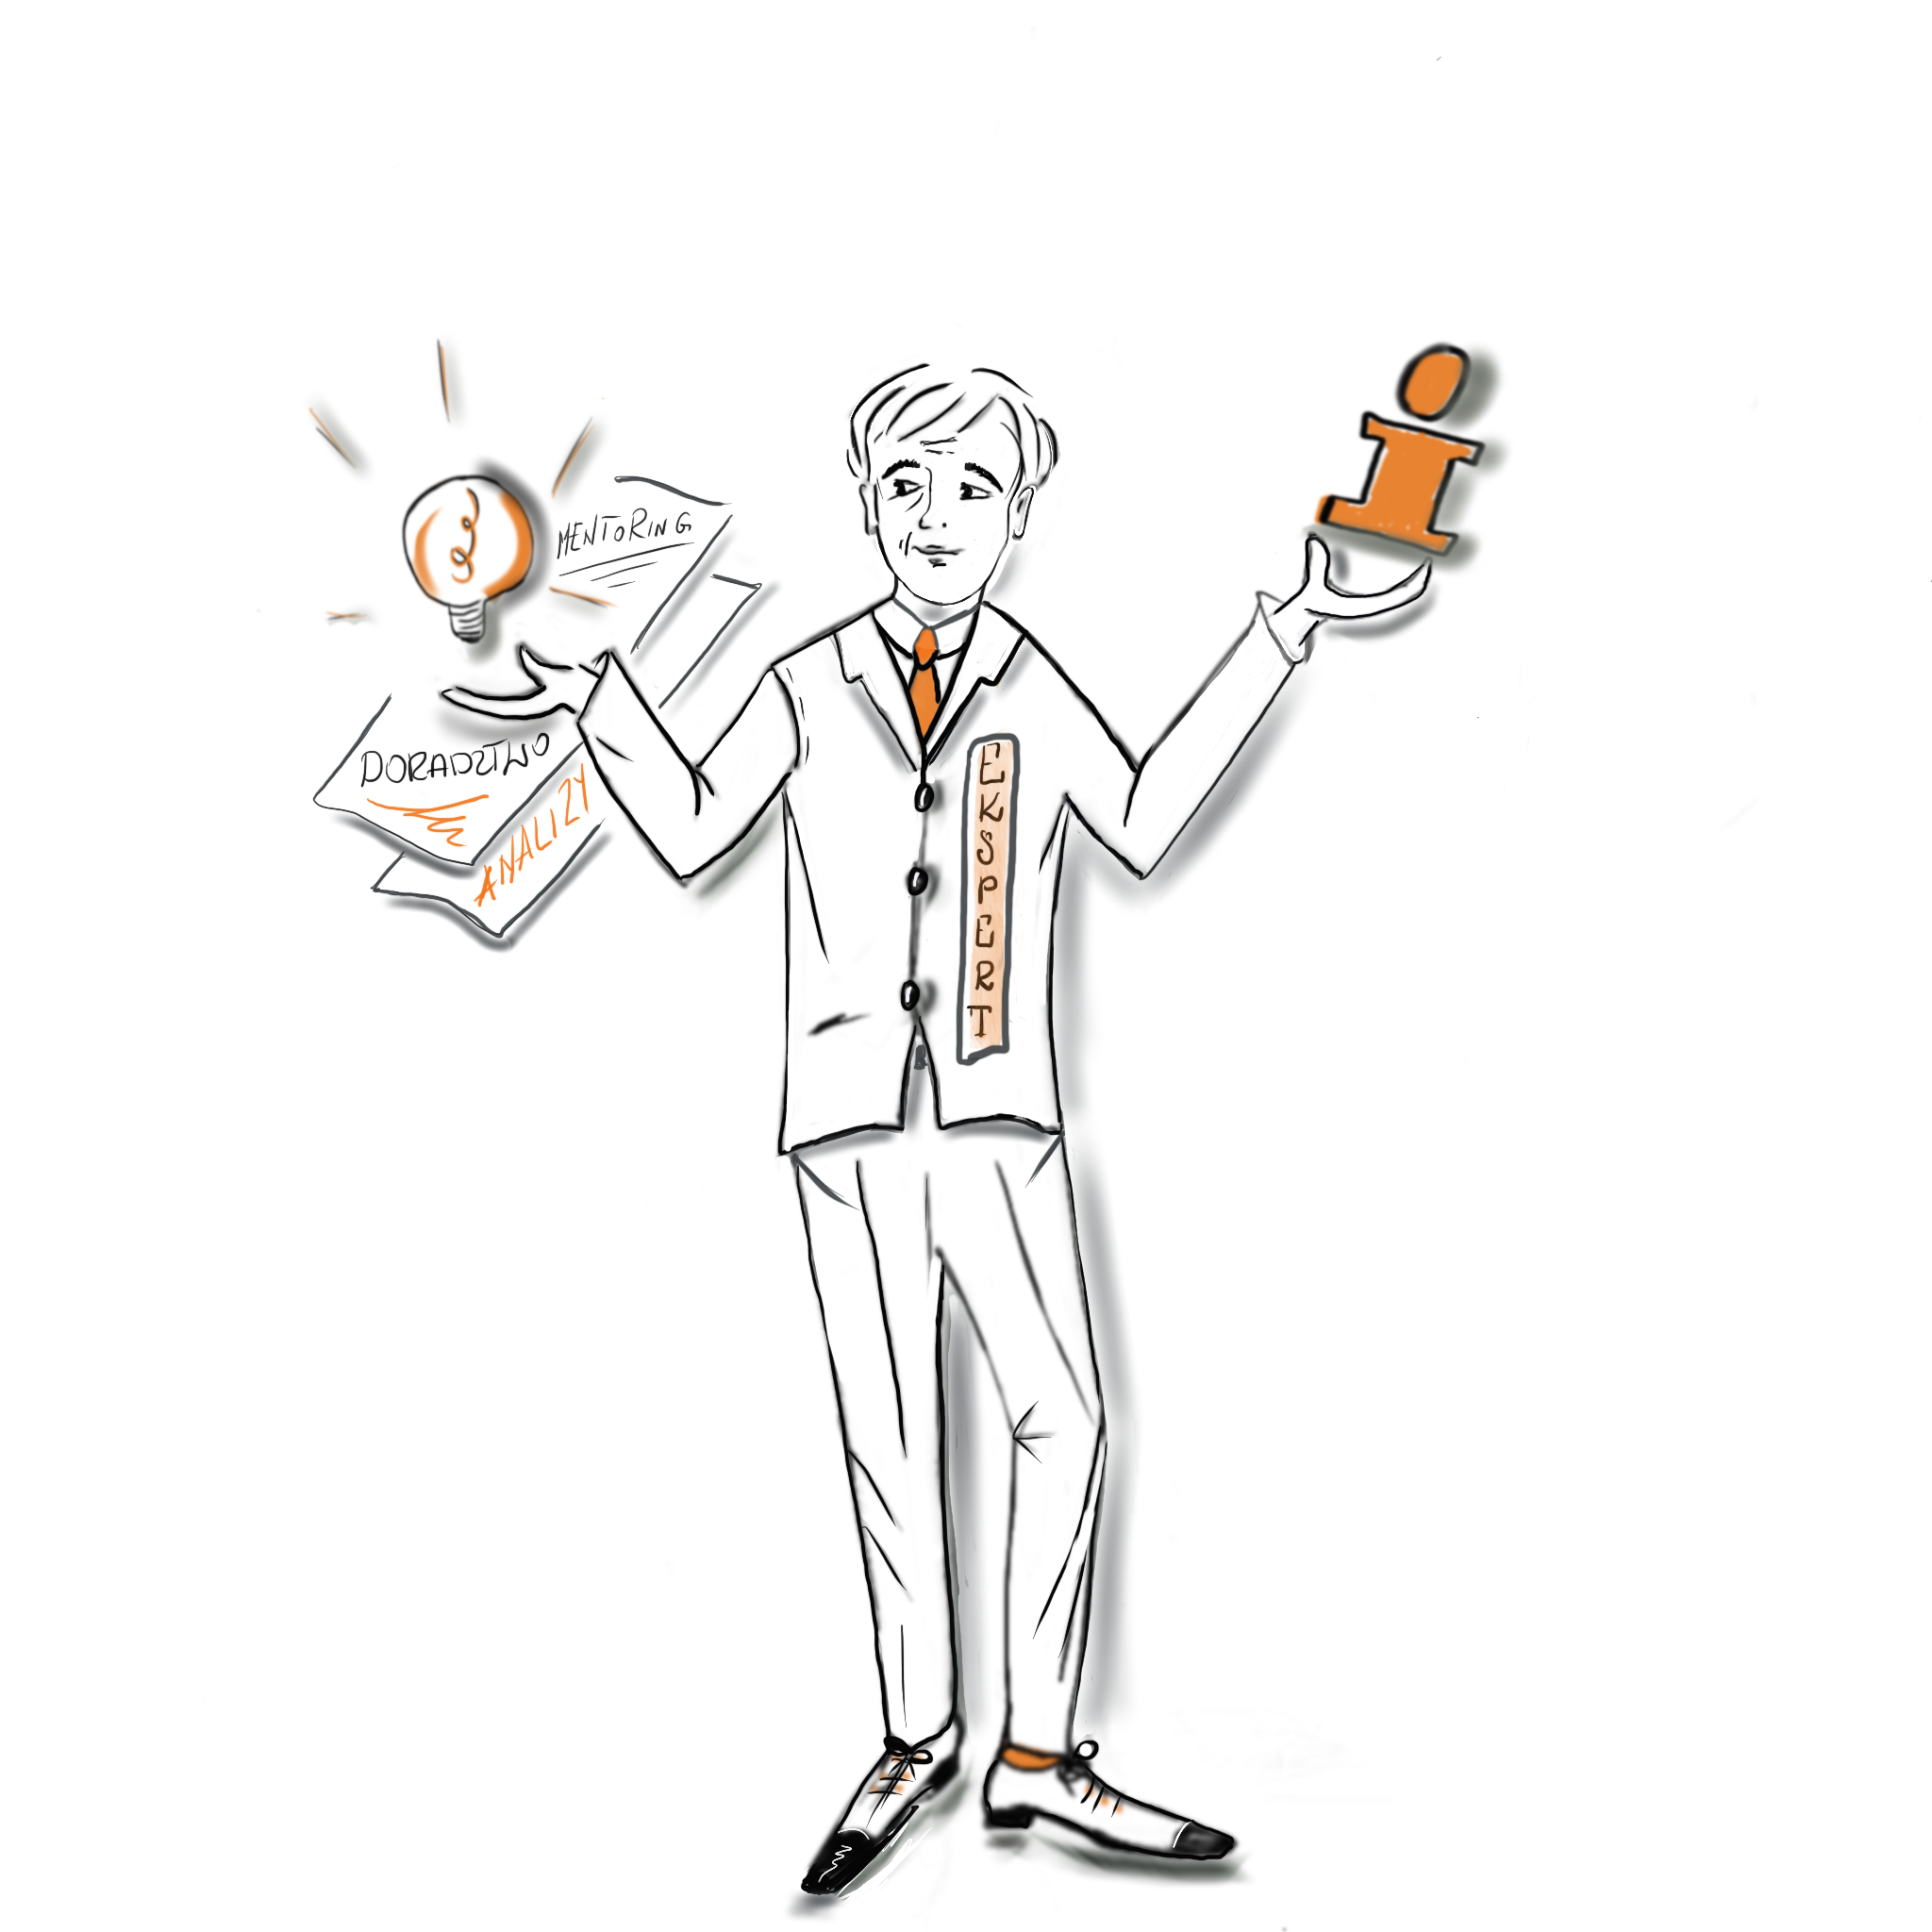 MENTORING
DORADZTWO
ANALIZY
EKSPERT
i